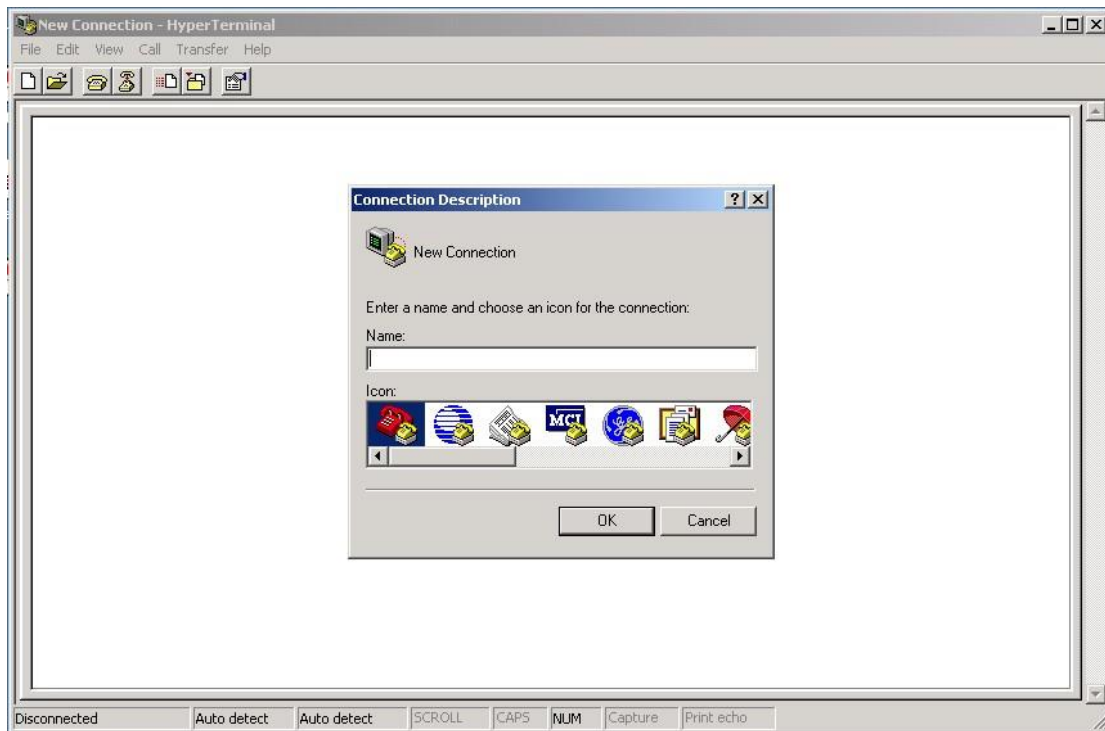 New Connection - HyperTerminal
File Edit View Call Transfer Help
Connection Description
New Connection
Enter a name and choose an icon for the connection:
Name:
Icon:
MCI
OK Cancel
Disconnected Auto detect Auto detect SCROLL CAPS NUM Capture Print echo